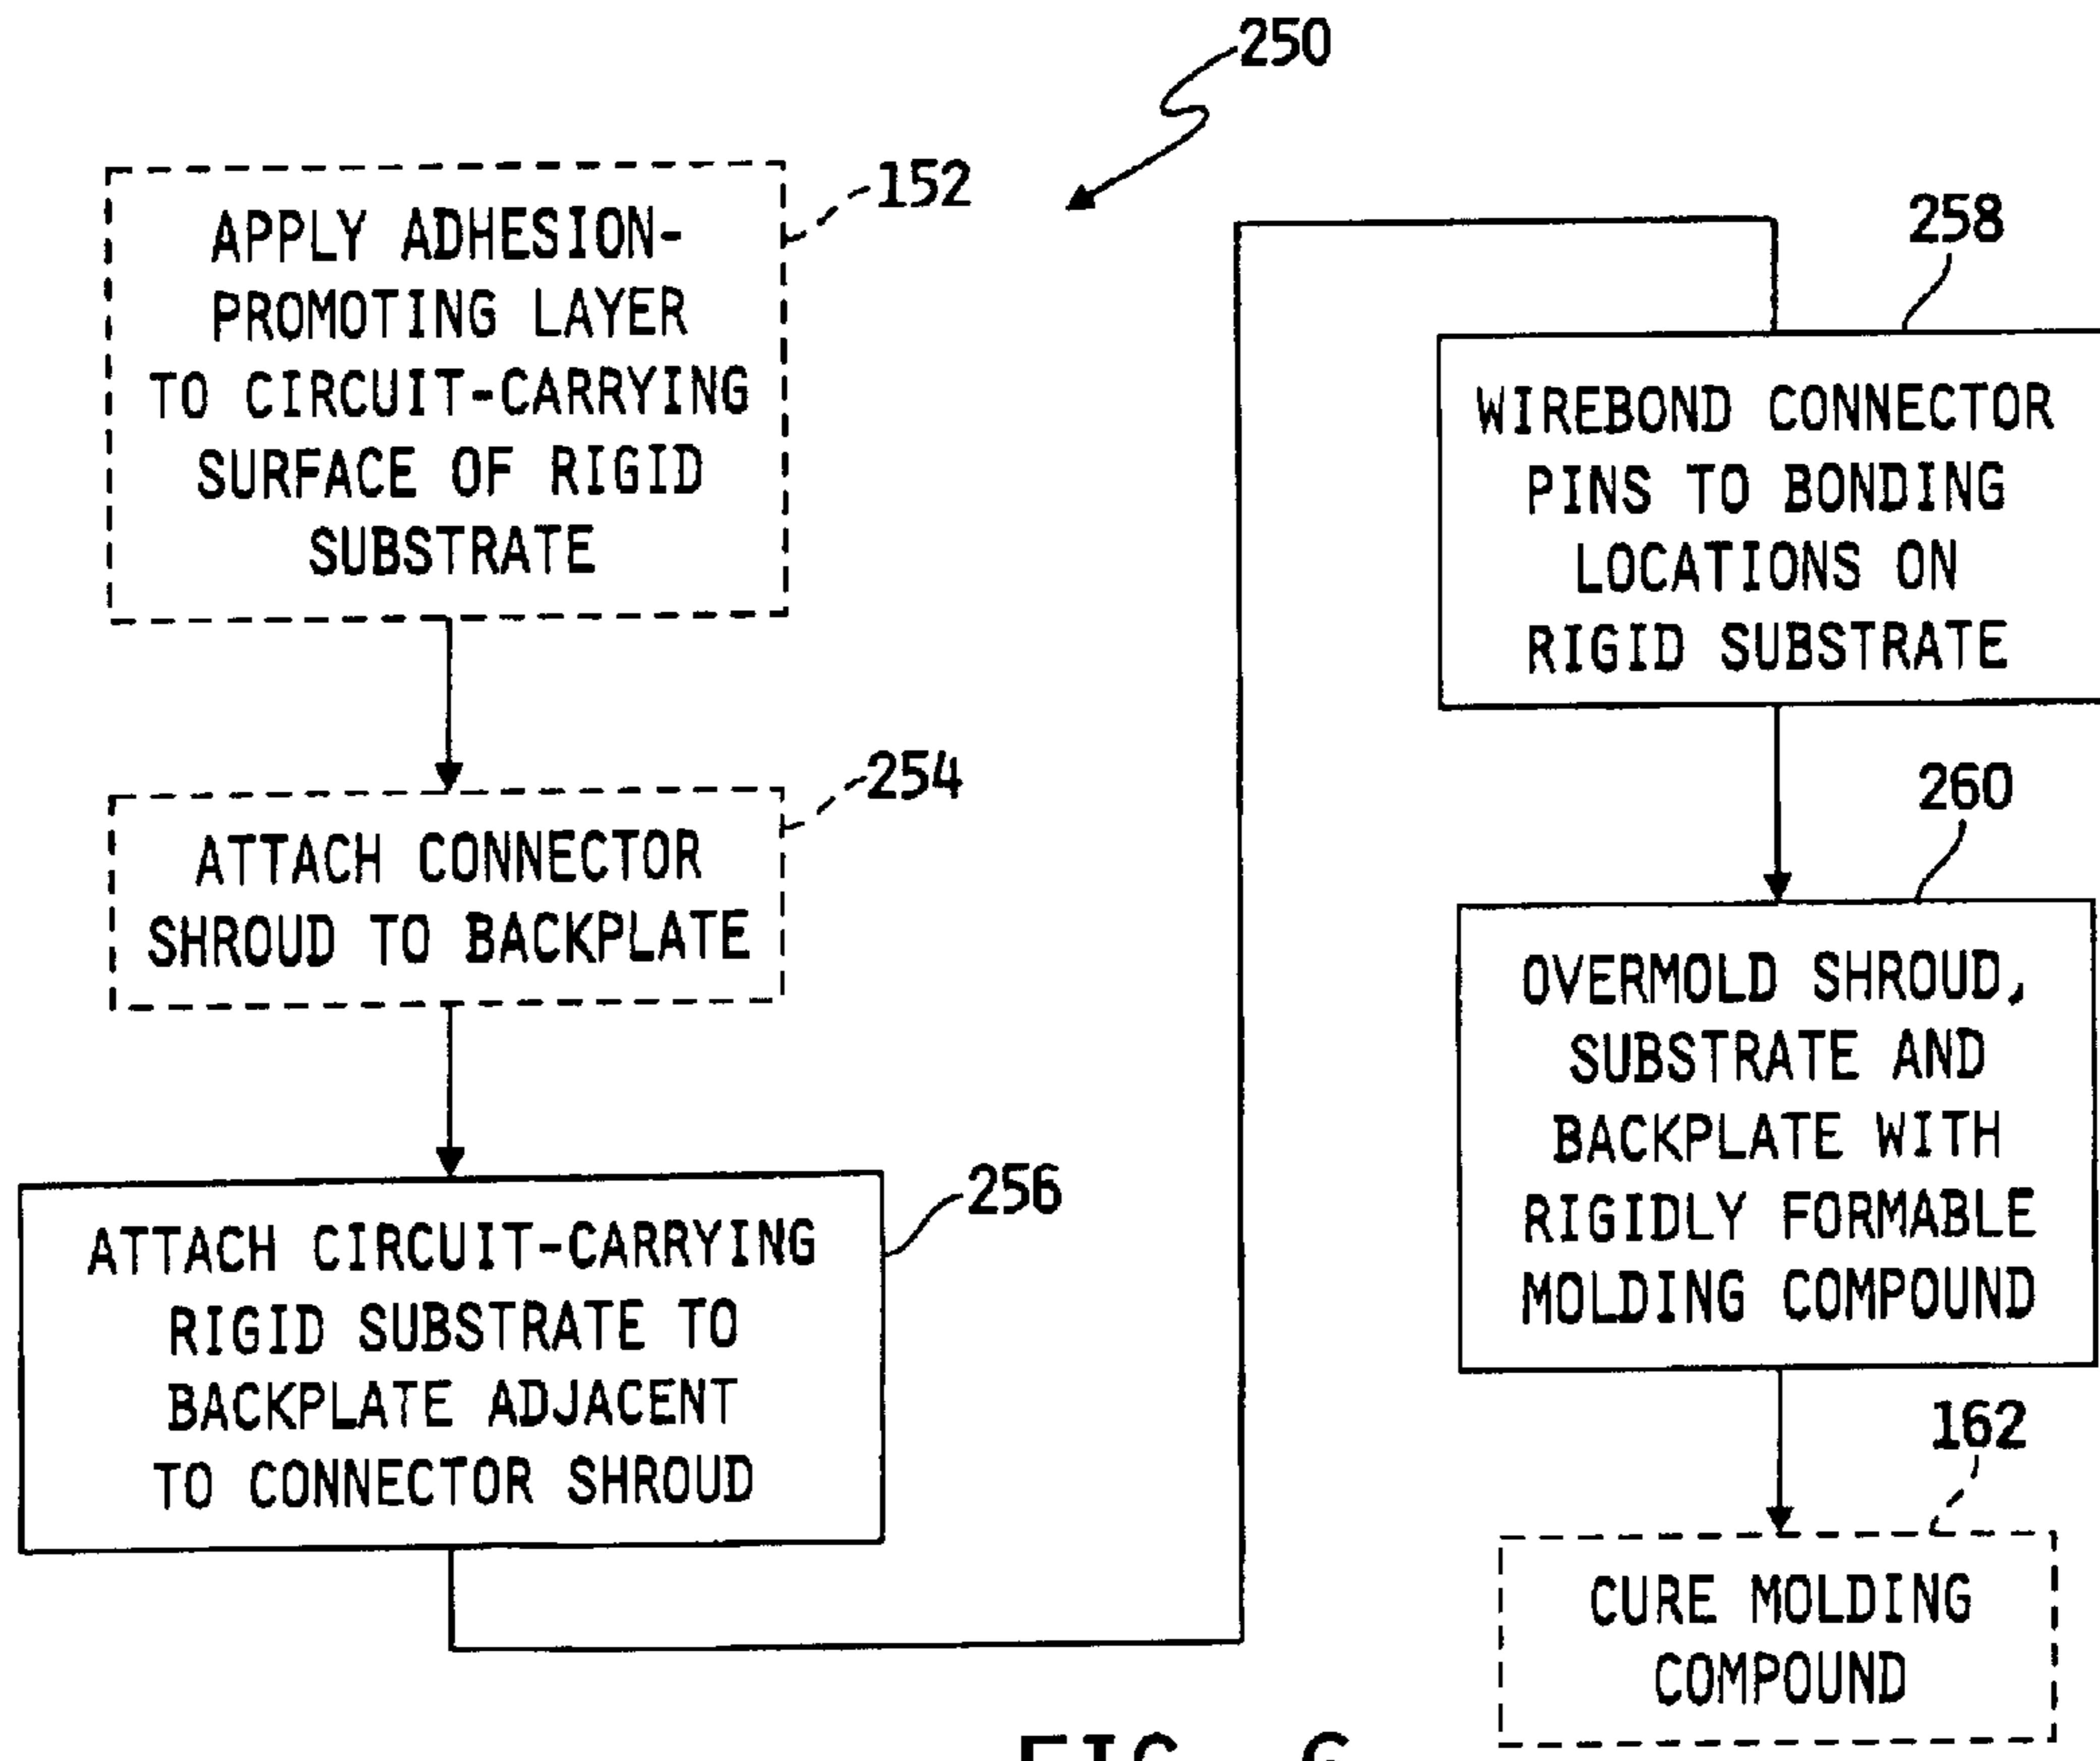 250
152
APPLY ADHESION-
PROMOTING LAYER
TO CIRCUIT-CARRYING
SURFACE OF RIGID
SUBSTRATE
254
ATTACH CONNECTOR
SHROUD TO BACKPLATE
256
ATTACH CIRCUIT-CARRYING
RIGID SUBSTRATE TO
BACKPLATE ADJACENT
TO CONNECTOR SHROUD
258
WIREBOND CONNECTOR
PINS TO BONDING
LOCATIONS ON
RIGID SUBSTRATE
260
OVERMOLD SHROUD,
SUBSTRATE AND
BACKPLATE WITH
RIGIDLY FORMABLE
MOLDING COMPOUND
162
CURE MOLDING
COMPOUND